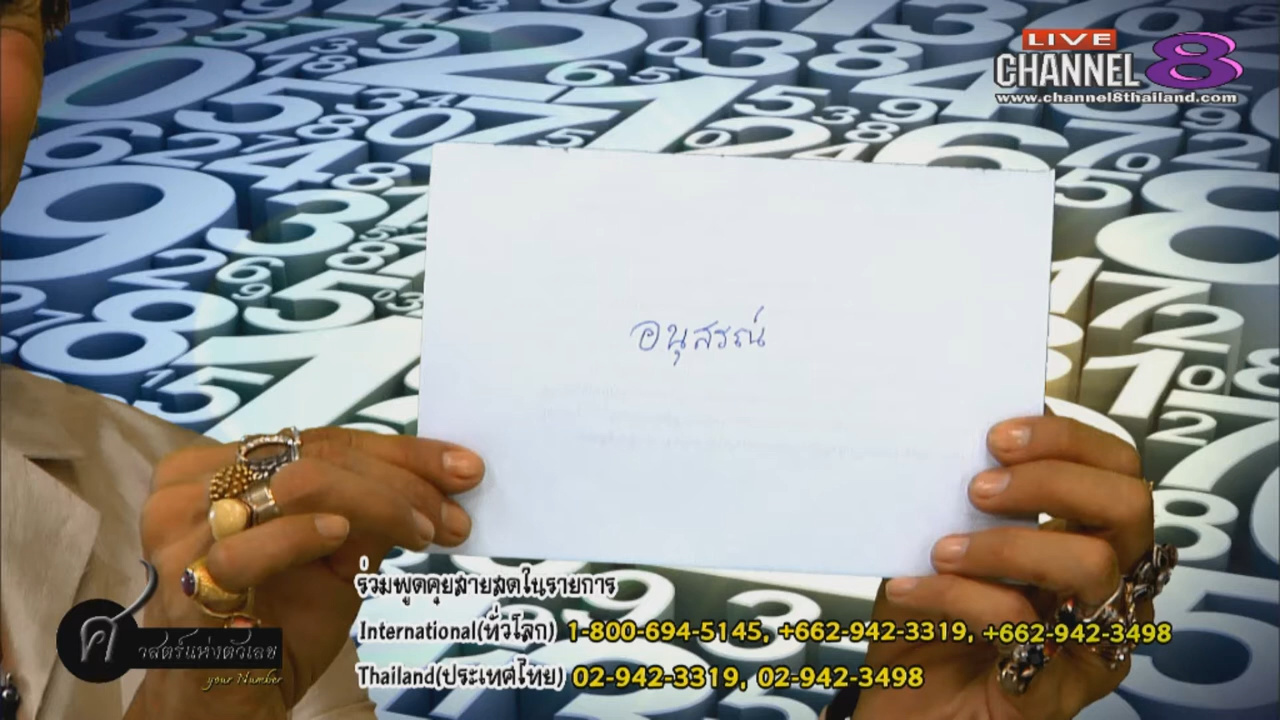 LIVE
CHANNEL 8
www.channel8thailand.com
อนุสรณ์
ร่วมพูดคุยสายสดในรายการ
International(ทั่วโลก) 1-800-694-5145, +662-942-3319, +662-942-3498
Thailand(ประเทศไทย) 02-942-3319, 02-942-3498
ศาสตร์แห่งตัวเลข
your Number